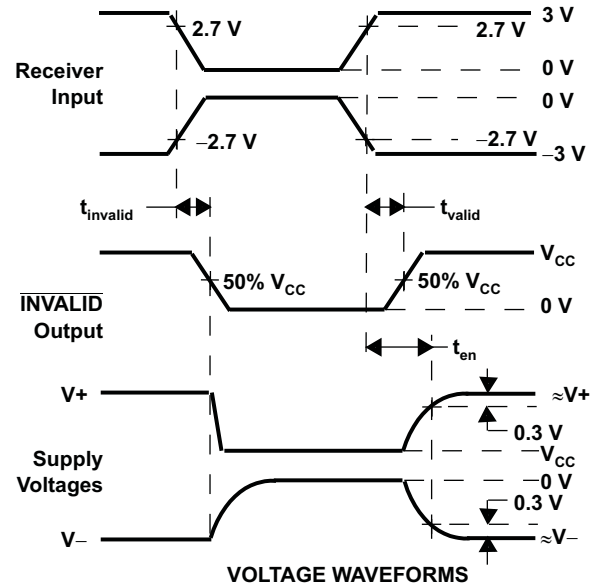 3 V
2.7 V
2.7 V
Receiver
Input
0 V
0 V
−2.7 V
−2.7 V
−3 V
tinvalid
tvalid
VCC
50% VCC
50% VCC
INVALID
Output
0 V
ten
V+
≈V+
0.3 V
Supply
Voltages
VCC
0 V
0.3 V
V−
≈V−
VOLTAGE WAVEFORMS